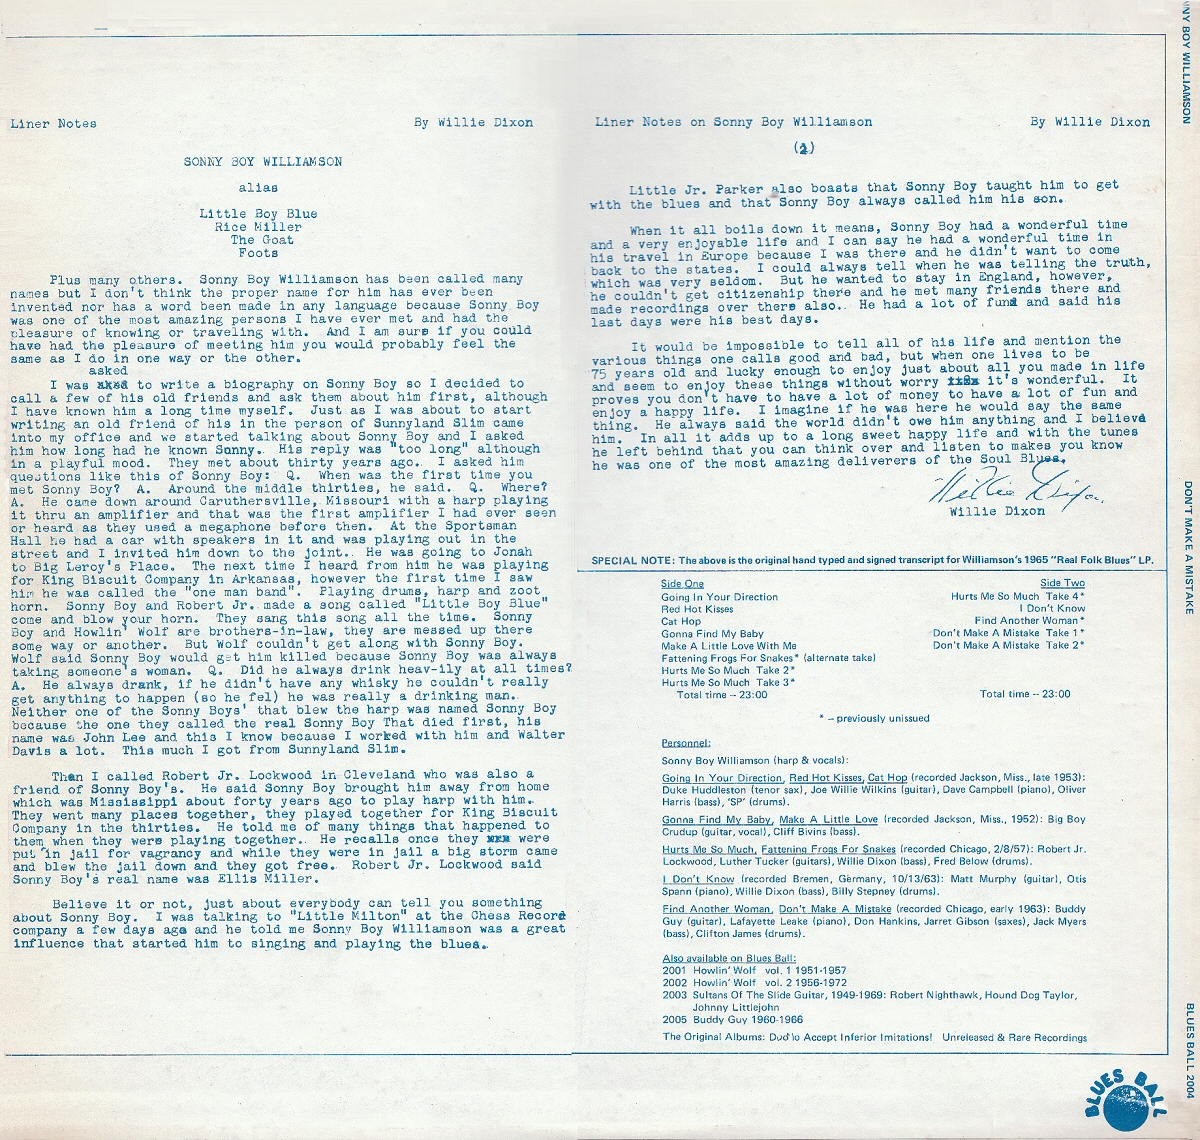 Liner Notes By Willie Dixon
SONNY BOY WILLIAMSON
alias
Little Boy Blue
Rice Miller
The Goat
Foots
Plus many others. Sonny Boy Williamson has been called many
names but I don't think the proper name for him has ever been
invented nor has a word been made in any language because Sonny Boy
was one of the most amazing persons I have ever met and had the
pleasure of knowing or traveling with. And I am sure if you could
have had the pleasure of meeting him you would probably feel the
same as I do in one way or the other.
asked
I was to write a biography on Sonny Boy so I decided to
call a few of his old friends and ask them about him first, although
I have known him a long time myself. Just as I was about to start
writing an old friend of his in the person of Sunnyland Slim came
into my office and we started talking about Sonny Boy and I asked
him how long had he known Sonny. His reply was "too long" although
in a playful mood. They met about thirty years ago. I asked him
questions like this of Sonny Boy: Q. When was the first time you
met Sonny Boy? A. Around the middle thirties, he said. Q. Where?
A. He came down around Caruthersville, Missouri with a harp playing
it thru an amplifier and that was the first amplifier I had ever seen
or heard as they used a megaphone before then. At the Sportsman
Hall he had a car with speakers in it and was playing out in the
street and I invited him down to the joint.. He was going to Jonah
to Big Leroy's Place. The next time I heard from him he was playing
for King Biscuit Company in Arkansas, however the first time I saw
him he was called the "one man band". Playing drums, harp and zoot
horn. Sonny Boy and Robert Jr. made a song called "Little Boy Blue"
come and blow your horn. They sang this song all the time. Sonny
Boy and Howlin' Wolf are brothers-in-law, they are messed up there
some way or another. But Wolf couldn't get along with Sonny Boy.
Wolf said Sonny Boy would get him killed because Sonny Boy was always
taking someone's woman. Q. Did he always drink heav-ily at all times?
A. He always drank, if he didn't have any whisky he couldn't really
get anything to happen (so he fel) he was really a drinking man.
Neither one of the Sonny Boys' that blew the harp was named Sonny Boy
because the one they called the real Sonny Boy That died first, his
name was John Lee and this I know because I worked with him and Walter
Davis a lot. This much I got from Sunnyland Slim.
Then I called Robert Jr. Lockwood in Cleveland who was also a
friend of Sonny Boy's. He said Sonny Boy brought him away from home
which was Mississippi about forty years ago to play harp with him.
They went many places together, they played together for King Biscuit
Company in the thirties. He told me of many things that happened to
them when they were playing together.. He recalls once they were
put in jail for vagrancy and while they were in jail a big storm came
and blew the jail down and they got free. Robert Jr. Lockwood said
Sonny Boy's real name was Ellis Miller.
Believe it or not, just about everybody can tell you something
about Sonny Boy. I was talking to "Little Milton" at the Chess Record
company a few days ago and he told me Sonny Boy Williamson was a great
influence that started him to singing and playing the blues.
Liner Notes on Sonny Boy Williamson By Willie Dixon
(2)
Little Jr. Parker also boasts that Sonny Boy taught him to get
with the blues and that Sonny Boy always called him his son.
When it all boils down it means, Sonny Boy had a wonderful time
and a very enjoyable life and I can say he had a wonderful time in
his travel in Europe because I was there and he didn't want to come
back to the states. I could always tell when he was telling the truth,
which was very seldom. But he wanted to stay in England, however,
he couldn't get citizenship there and he met many friends there and
made recordings over there also.. He had a lot of fund and said his
last days were his best days.
It would be impossible to tell all of his life and mention the
various things one calls good and bad, but when one lives to be
75 years old and lucky enough to enjoy just about all you made in life
and seem to enjoy these things without worry it's wonderful. It
proves you don't have to have a lot of money to have a lot of fun and
enjoy a happy life. I imagine if he was here he would say the same
thing. He always said the world didn't owe him anything and I believe
him. In all it adds up to a long sweet happy life and with the tunes
he left behind that you can think over and listen to makes you know
he was one of the most amazing deliverers of the Soul Blues.
Willie Dixon
Willie Dixon
SPECIAL NOTE: The above is the original hand typed and signed transcript for Williamson's 1965 "Real Folk Blues" LP.
Side One
Going In Your Direction
Red Hot Kisses
Cat Hop
Gonna Find My Baby
Make A Little Love With Me
Fattening Frogs For Snakes* (alternate take)
Hurts Me So Much Take 2*
Hurts Me So Much Take 3*
Total time -- 23:00
Side Two
Hurts Me So Much Take 4*
I Don't Know
Find Another Woman*
Don't Make A Mistake Take 1*
Don't Make A Mistake Take 2*
Total time -- 23:00
* – previously unissued
Personnel:
Sonny Boy Williamson (harp & vocals):
Going In Your Direction, Red Hot Kisses, Cat Hop (recorded Jackson, Miss., late 1953):
Duke Huddleston (tenor sax), Joe Willie Wilkins (guitar), Dave Campbell (piano), Oliver
Harris (bass), 'SP' (drums).
Gonna Find My Baby, Make A Little Love (recorded Jackson, Miss., 1952): Big Boy
Crudup (guitar, vocal), Cliff Bivins (bass).
Hurts Me So Much, Fattening Frogs For Snakes (recorded Chicago, 2/8/57): Robert Jr.
Lockwood, Luther Tucker (guitars), Willie Dixon (bass), Fred Below (drums).
I Don't Know (recorded Bremen, Germany, 10/13/63): Matt Murphy (guitar), Otis
Spann (piano), Willie Dixon (bass), Billy Stepney (drums).
Find Another Woman, Don't Make A Mistake (recorded Chicago, early 1963): Buddy
Guy (guitar), Lafayette Leake (piano), Don Hankins, Jarret Gibson (saxes), Jack Myers
(bass), Clifton James (drums).
Also available on Blues Ball:
2001 Howlin' Wolf vol. 1 1951-1957
2002 Howlin' Wolf vol. 2 1956-1972
2003 Sultans Of The Slide Guitar, 1949-1969: Robert Nighthawk, Hound Dog Taylor,
Johnny Littlejohn
2005 Buddy Guy 1960-1966
The Original Albums: Accept Inferior Imitations! Unreleased & Rare Recordings
BLUES BALL
NY BOY WILLIAMSON
DON'T MAKE A MISTAKE
BLUES BALL 2004